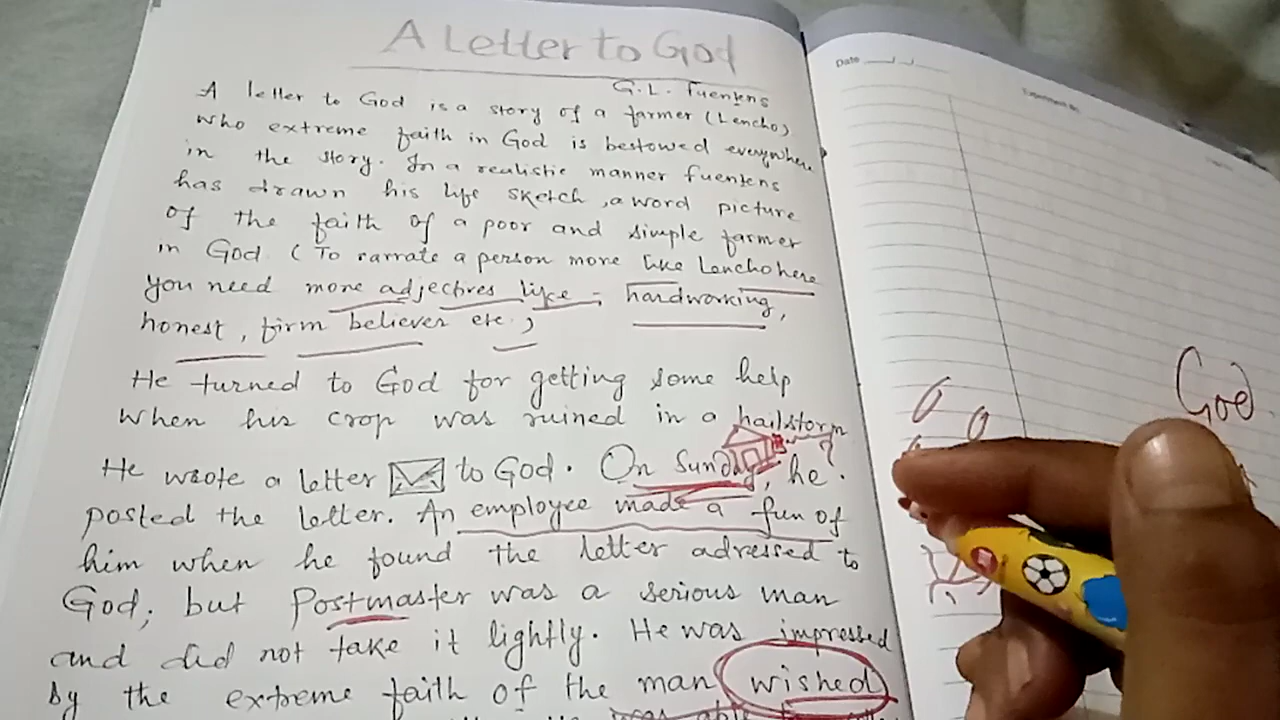 A Letter to God
G.L. Fuentens
A letter to God is a story of a farmer (Lencho)
who extreme faith in God is bestowed everywhere
in the story. In a realistic manner fuentens
has drawn his life sketch, a word picture
of the faith of a poor and simple farmer
in God. (To narrate a person more like Lencho here
you need more adjectives like - hardworking,
honest, firm believer etc.)
He turned to God for getting some help
when his crop was ruined in a hailstorm
He wrote a letter to God. On Sunday, he
posted the letter. An employee made a fun of
him when he found the letter adressed to
God; but Postmaster was a serious man
and did not take it lightly. He was impressed
by the extreme faith of the man wished
was able to
Date
Experiment No.
God